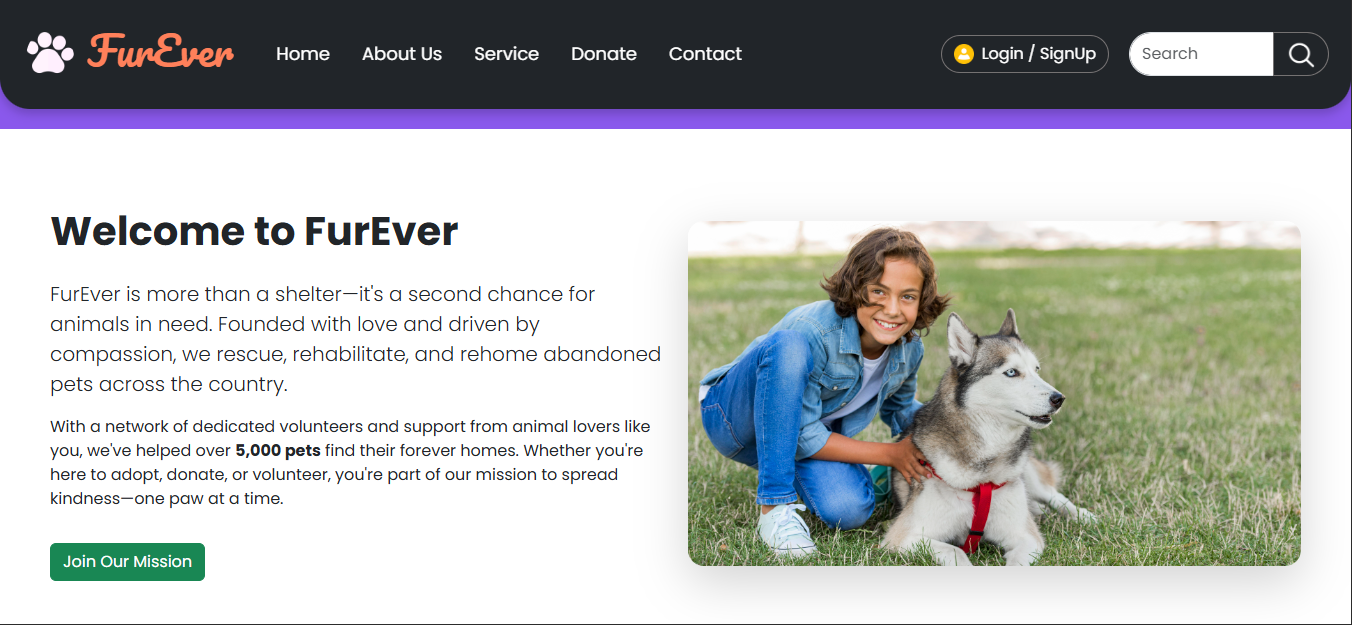 FurEver
Home About Us Service Donate Contact
Login / SignUp
Search
Welcome to FurEver
FurEver is more than a shelter—it's a second chance for
animals in need. Founded with love and driven by
compassion, we rescue, rehabilitate, and rehome abandoned
pets across the country.
With a network of dedicated volunteers and support from animal lovers like
you, we've helped over 5,000 pets find their forever homes. Whether you're
here to adopt, donate, or volunteer, you're part of our mission to spread
kindness—one paw at a time.
Join Our Mission